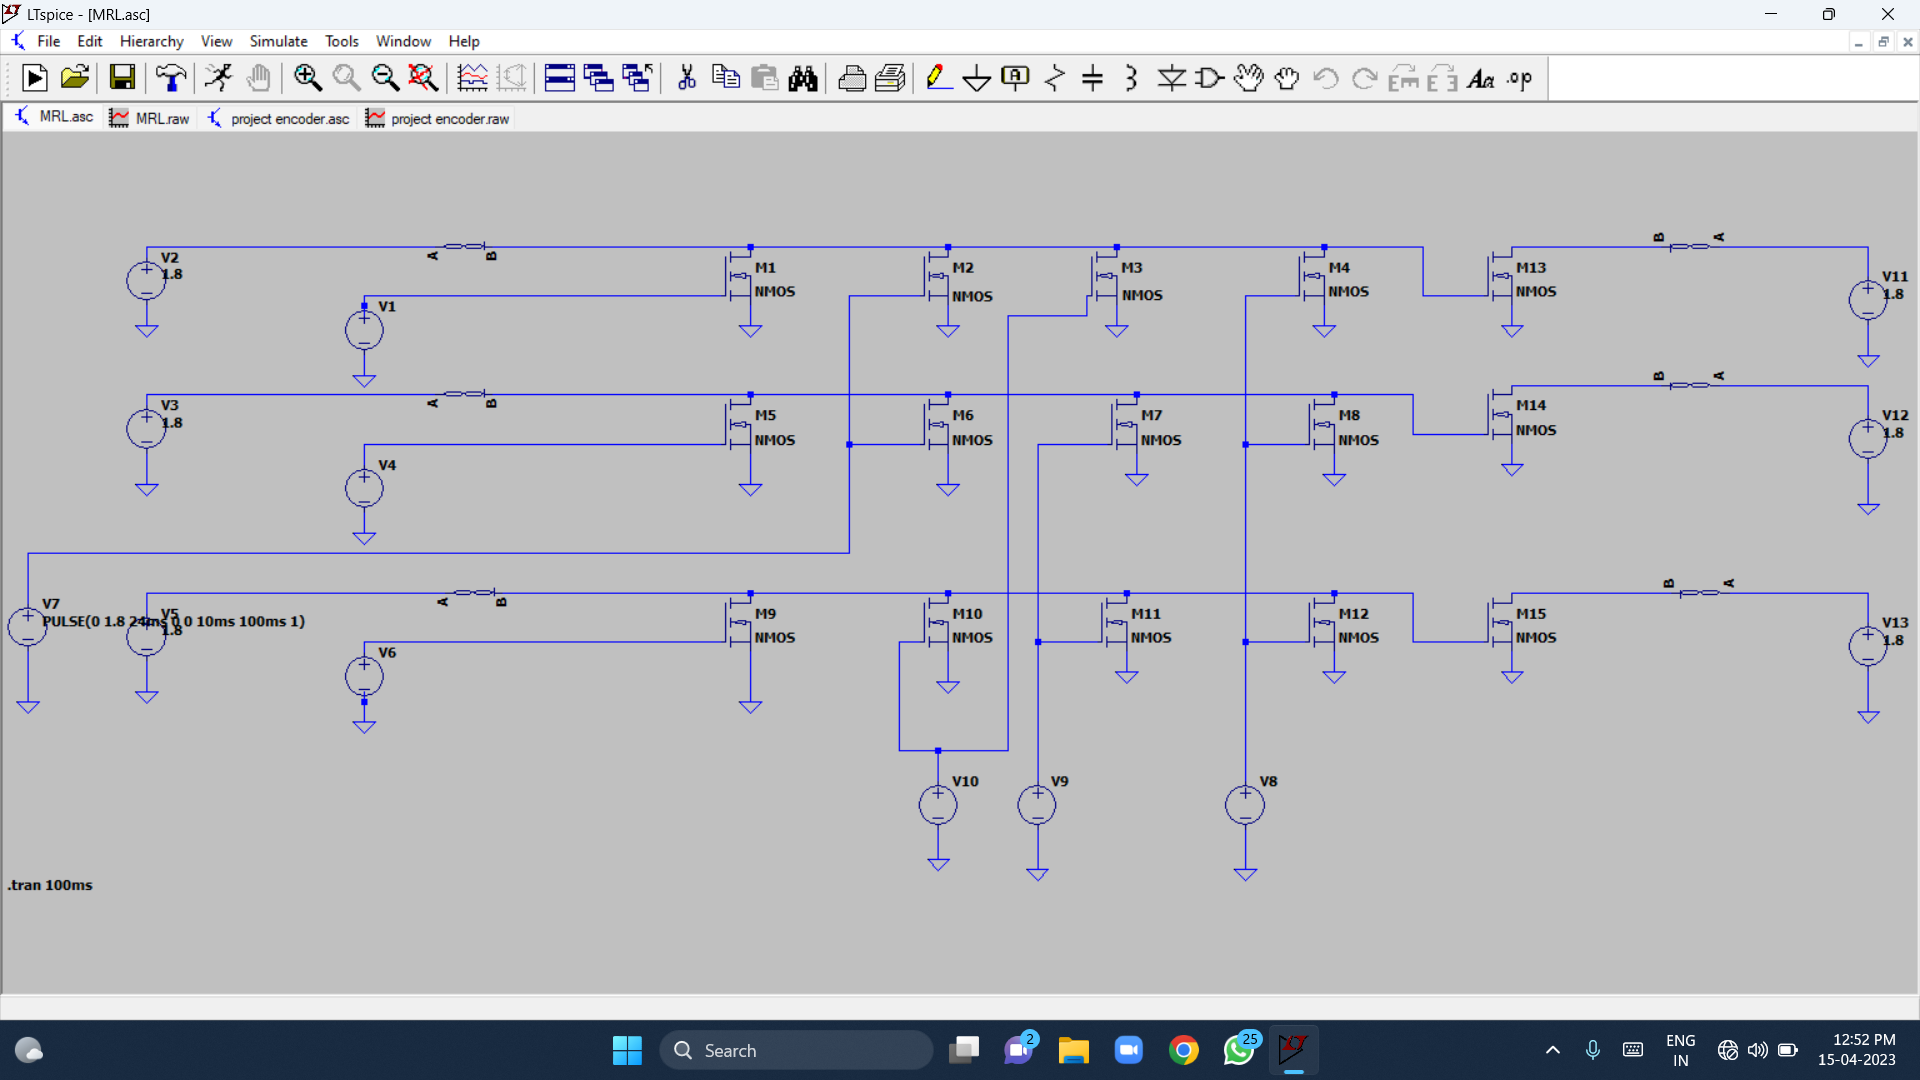 LTspice - [MRL.asc]
File Edit Hierarchy View Simulate Tools Window Help
A Aa .op
MRL.asc MRL.raw project encoder.asc project encoder.raw
V2
1.8
A B
M1
NMOS
M2
NMOS
M3
NMOS
M4
NMOS
M13
NMOS
B A
V11
1.8
V1
V3
1.8
A B
M5
NMOS
M6
NMOS
M7
NMOS
M8
NMOS
M14
NMOS
B A
V12
1.8
V4
V7
PULSE(0 1.8 24ms 0 0 10ms 100ms 1)
V5
1.8
A B
M9
NMOS
M10
NMOS
M11
NMOS
M12
NMOS
M15
NMOS
B A
V13
1.8
V6
V10
V9
V8
.tran 100ms
Search
2
25
ENG
IN
12:52 PM
15-04-2023